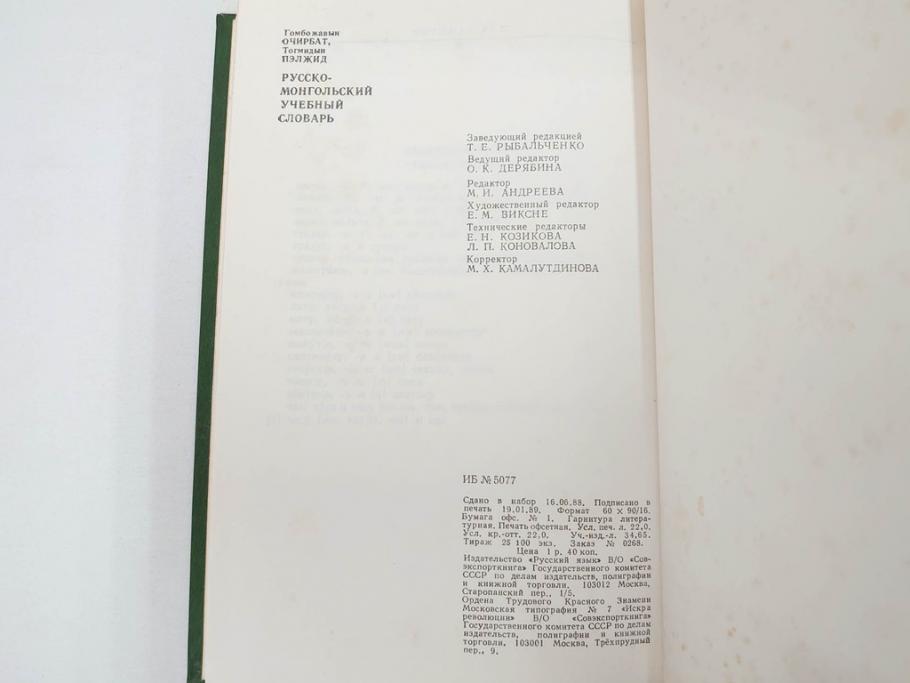 Гомбожавын
ОЧИРБАТ,
Тогмидын
ПЭЛЖИД
РУССКО-
МОНГОЛЬСКИЙ
УЧЕБНЫЙ
СЛОВАРЬ
Заведующий редакцией
Т. Е. РЫБАЛЬЧЕНКО
Ведущий редактор
О. К. ДЕРЯБИНА
Редактор
М. И. АНДРЕЕВА
Художественный редактор
Е. М. ВИКСНЕ
Технические редакторы
Е. Н. КОЗИКОВА
Л. П. КОНОВАЛОВА
Корректор
М. Х. КАМАЛУТДИНОВА
ИБ № 5077
Сдано в набор 16.06.88. Подписано в
печать 19.01.89. Формат 60 × 90/16.
Бумага офс. № 1. Гарнитура литера-
турная. Печать офсетная. Усл. печ. л. 22,0.
Усл. кр.-отт. 22,0. Уч.-изд. л. 34,65.
Тираж 25 100 экз. Заказ № 0268.
Цена 1 р. 40 коп.
Издательство «Русский язык» В/О «Сов-
экспорткнига» Государственного комитета
СССР по делам издательств, полиграфии
и книжной торговли. 103012 Москва,
Старопанский пер., 1/5.
Ордена Трудового Красного Знамени
Московская типография № 7 «Искра
революции» В/О «Совэкспорткнига»
Государственного комитета СССР по делам
издательств, полиграфии и книжной
торговли. 103001 Москва, Трёхпрудный
пер., 9.